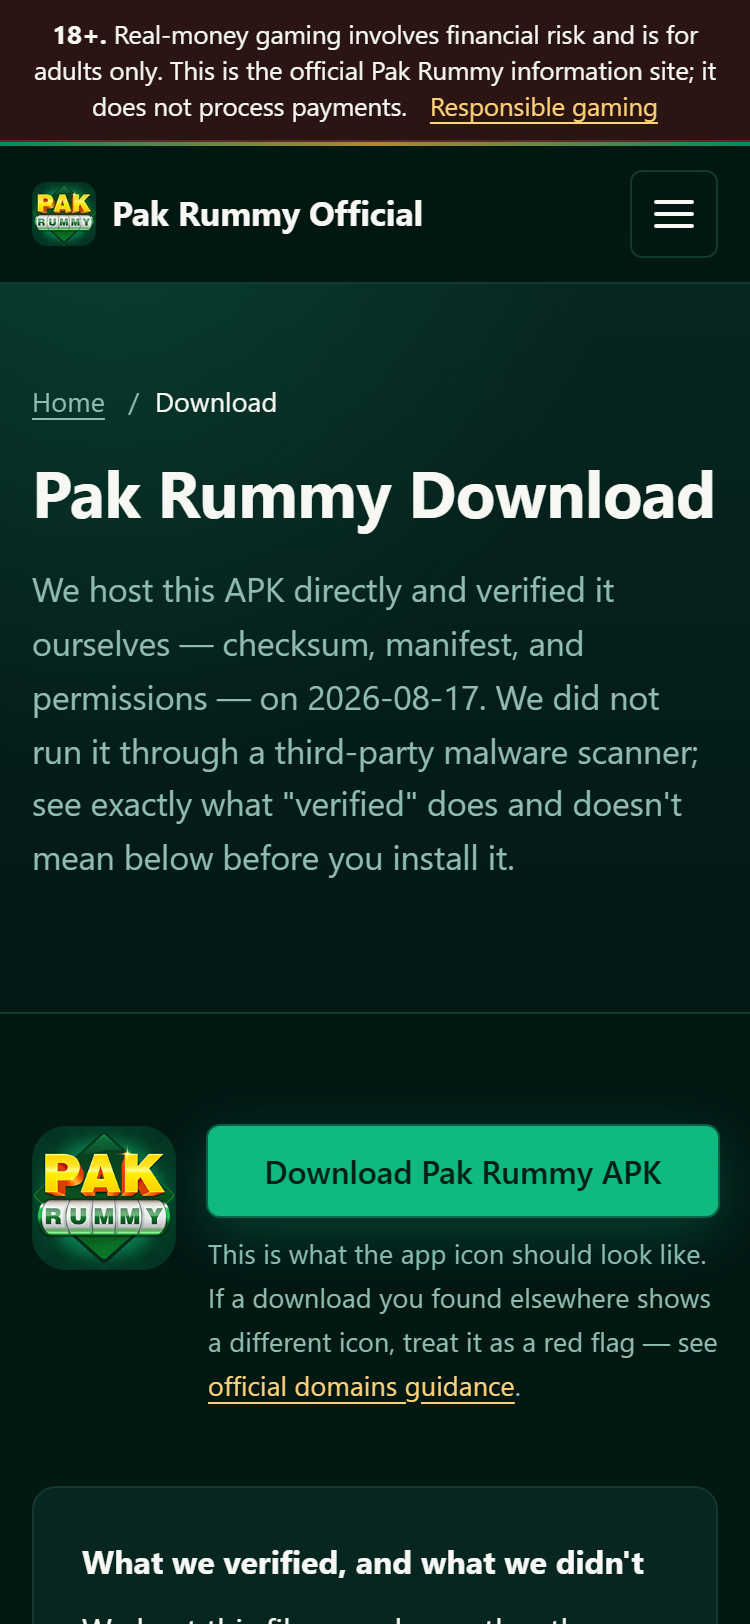 18+. Real-money gaming involves financial risk and is for
adults only. This is the official Pak Rummy information site; it
does not process payments. Responsible gaming
PAK
RUMMY
Pak Rummy Official
Home / Download
Pak Rummy Download
We host this APK directly and verified it
ourselves — checksum, manifest, and
permissions — on 2026-08-17. We did not
run it through a third-party malware scanner;
see exactly what "verified" does and doesn't
mean below before you install it.
PAK
RUMMY
Download Pak Rummy APK
This is what the app icon should look like.
If a download you found elsewhere shows
a different icon, treat it as a red flag — see
official domains guidance.
What we verified, and what we didn't